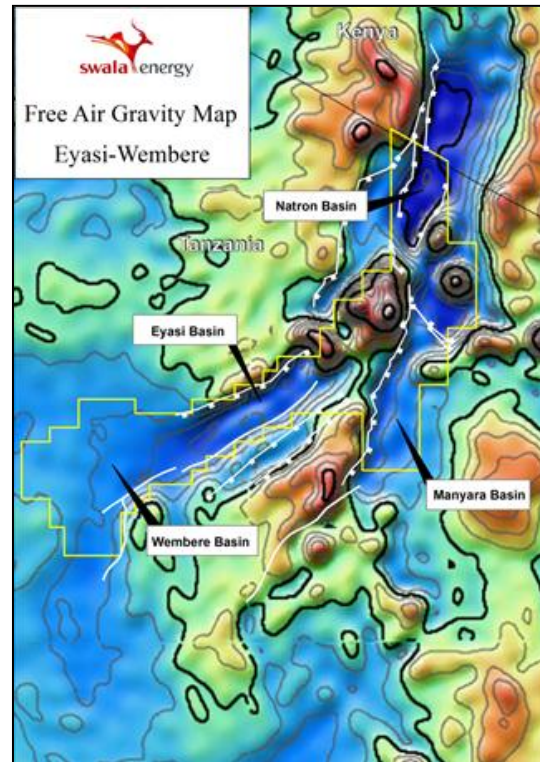 swala energy
Free Air Gravity Map
Eyasi-Wembere
Kenya
Natron Basin
Tanzania
Eyasi Basin
Manyara Basin
Wembere Basin